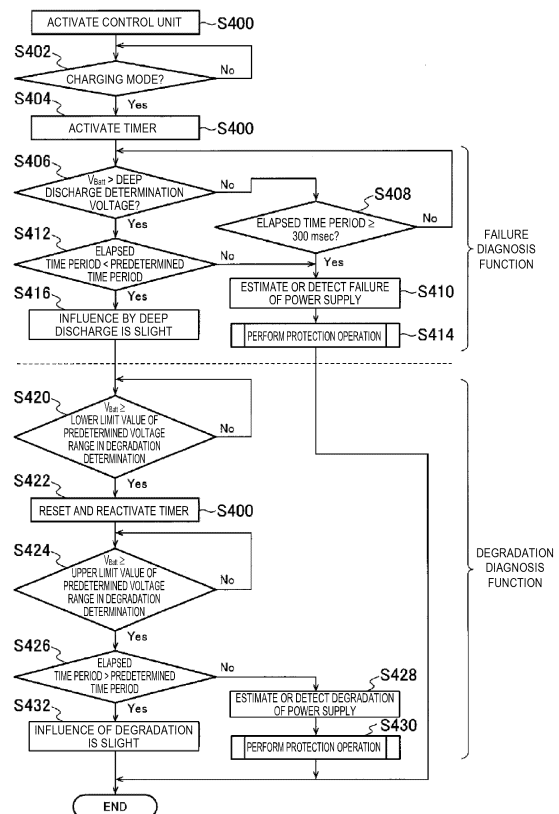 ACTIVATE CONTROL UNIT
S400
S402
CHARGING MODE?
No
Yes
S404
ACTIVATE TIMER
S400
S406
VBatt > DEEP
DISCHARGE DETERMINATION
VOLTAGE?
No
Yes
S408
ELAPSED TIME PERIOD ≥
300 msec?
No
Yes
S412
ELAPSED
TIME PERIOD < PREDETERMINED
TIME PERIOD
No
Yes
S410
ESTIMATE OR DETECT FAILURE
OF POWER SUPPLY
S416
INFLUENCE BY DEEP
DISCHARGE IS SLIGHT
S414
PERFORM PROTECTION OPERATION
FAILURE
DIAGNOSIS
FUNCTION
S420
VBatt ≥
LOWER LIMIT VALUE OF
PREDETERMINED VOLTAGE
RANGE IN DEGRADATION
DETERMINATION
No
Yes
S422
RESET AND REACTIVATE TIMER
S400
S424
VBatt ≥
UPPER LIMIT VALUE OF
PREDETERMINED VOLTAGE
RANGE IN DEGRADATION
DETERMINATION
No
Yes
S426
ELAPSED
TIME PERIOD > PREDETERMINED
TIME PERIOD
No
Yes
S428
ESTIMATE OR DETECT DEGRADATION
OF POWER SUPPLY
S432
INFLUENCE OF DEGRADATION
IS SLIGHT
S430
PERFORM PROTECTION OPERATION
DEGRADATION
DIAGNOSIS
FUNCTION
END